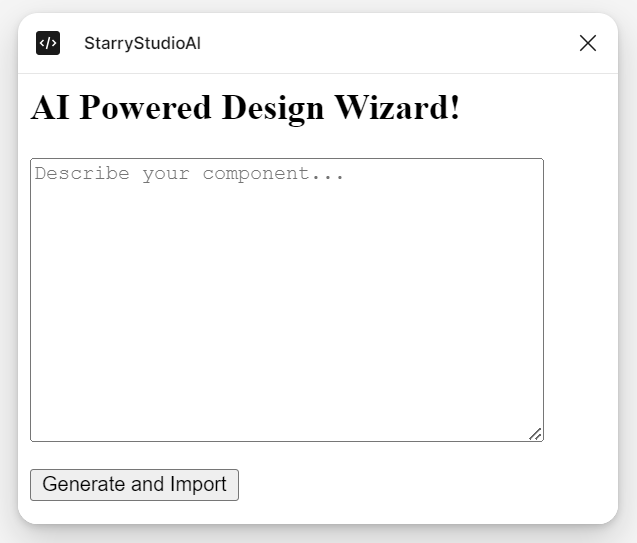 StarryStudioAI
AI Powered Design Wizard!
Describe your component...
Generate and Import